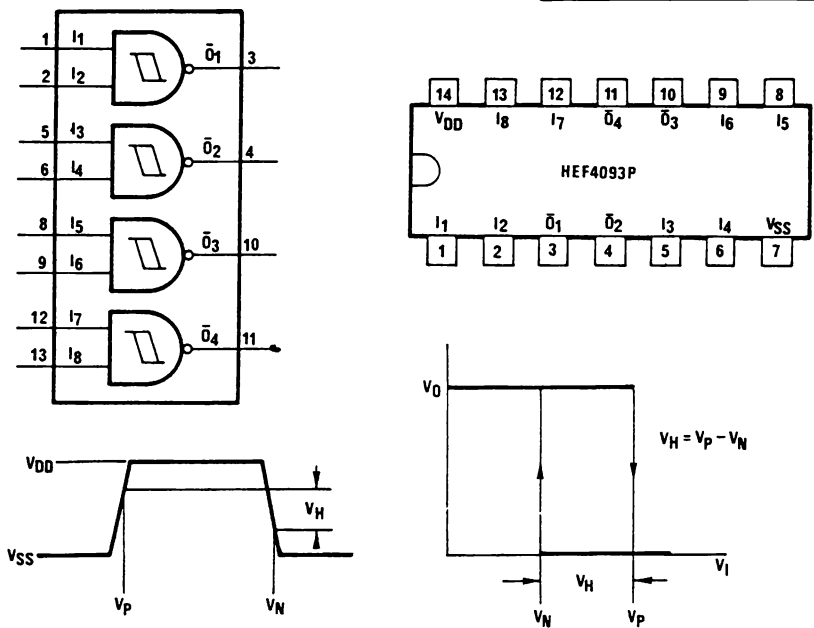 1 I1 Ō1 3
2 I2
5 I3 Ō2 4
6 I4
8 I5 Ō3 10
9 I6
12 I7 Ō4 11
13 I8
14 13 12 11 10 9 8
VDD I8 I7 Ō4 Ō3 I6 I5
HEF4093P
I1 I2 Ō1 Ō2 I3 I4 VSS
1 2 3 4 5 6 7
VDD
VH
VSS
VP VN
VO
VH = VP – VN
VI
VH
VN VP